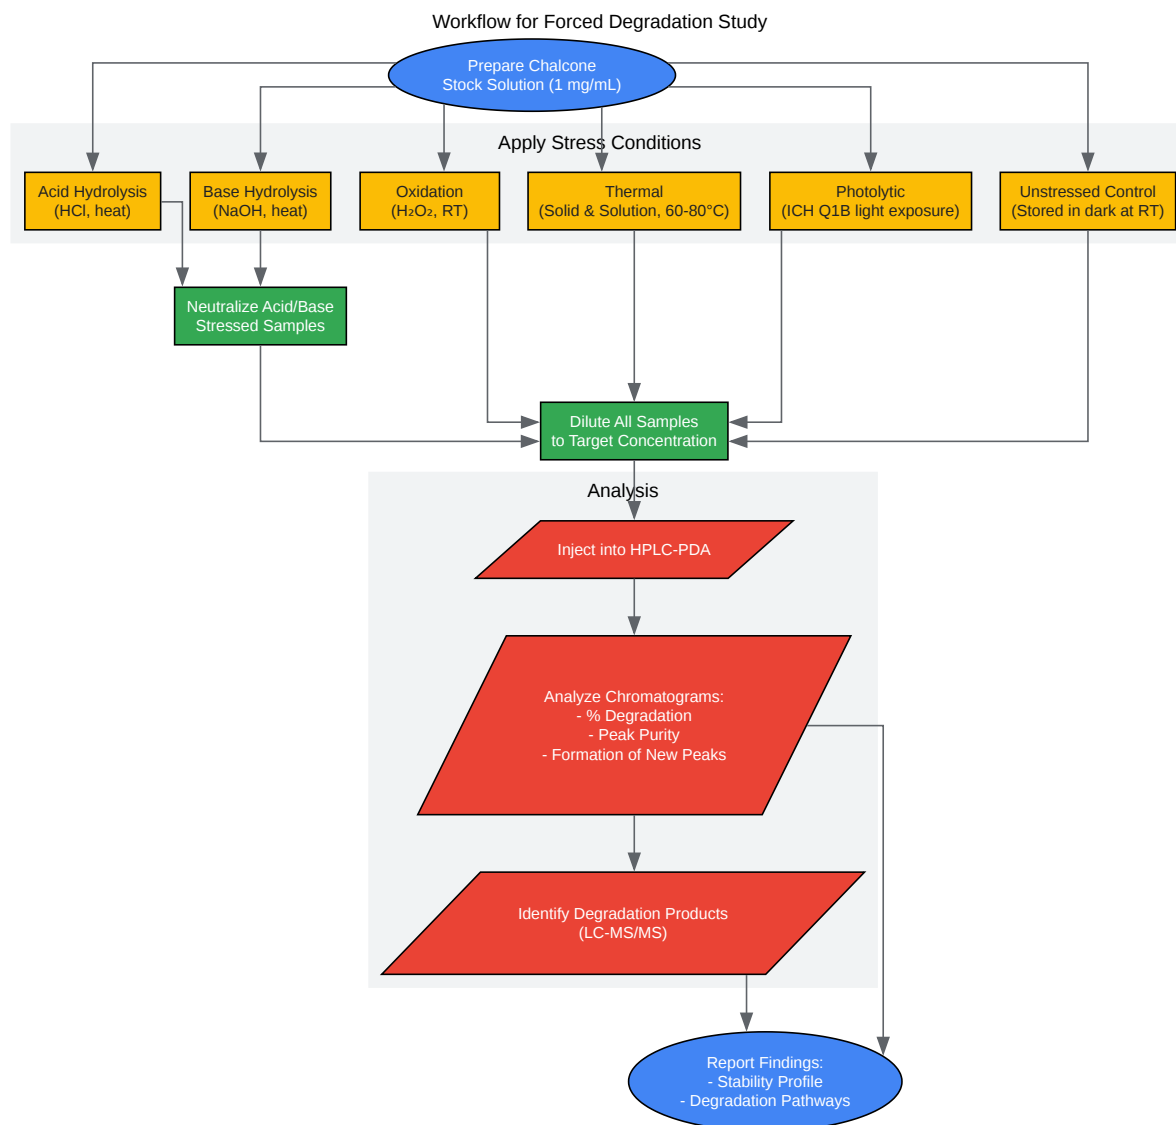 Workflow for Forced Degradation Study
Prepare Chalcone
Stock Solution (1 mg/mL)
Apply Stress Conditions
Acid Hydrolysis
(HCl, heat)
Base Hydrolysis
(NaOH, heat)
Oxidation
(H₂O₂, RT)
Thermal
(Solid & Solution, 60-80°C)
Photolytic
(ICH Q1B light exposure)
Unstressed Control
(Stored in dark at RT)
Neutralize Acid/Base
Stressed Samples
Dilute All Samples
to Target Concentration
Analysis
Inject into HPLC-PDA
Analyze Chromatograms:
- % Degradation
- Peak Purity
- Formation of New Peaks
Identify Degradation Products
(LC-MS/MS)
Report Findings:
- Stability Profile
- Degradation Pathways